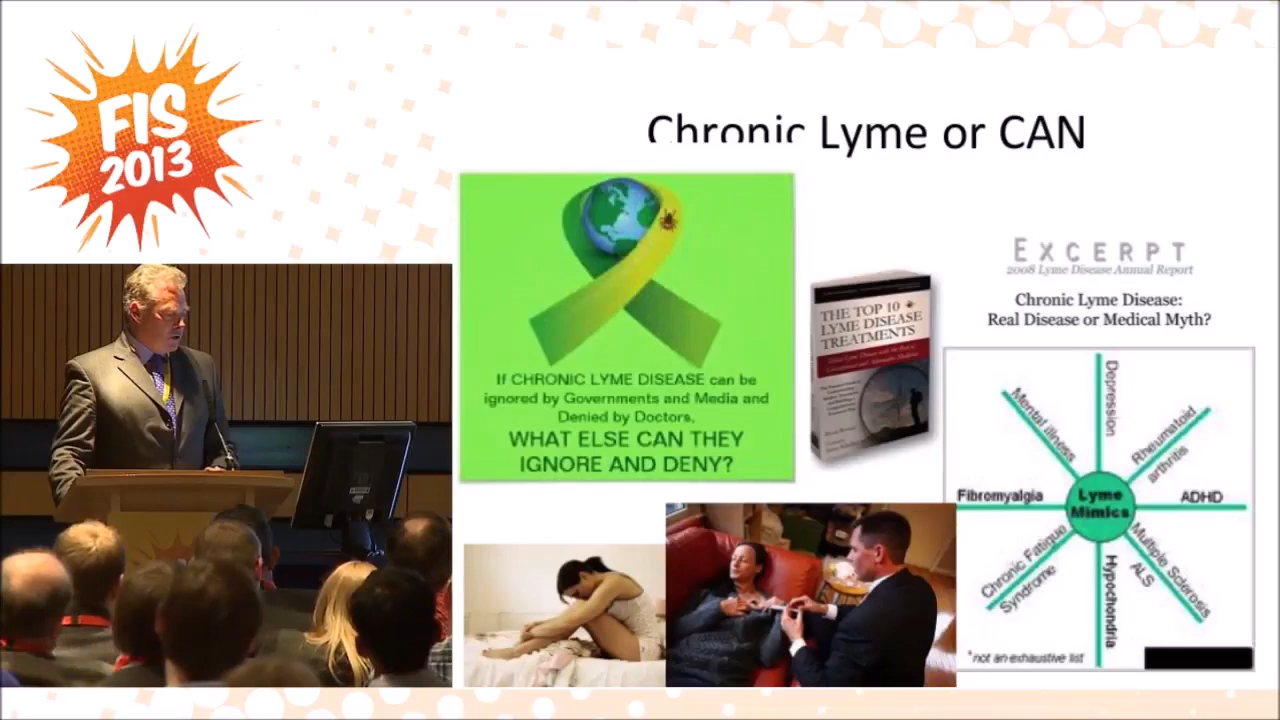 FIS
2013
Chronic Lyme or CAN
If CHRONIC LYME DISEASE can be
ignored by Governments and Media and
Denied by Doctors,
WHAT ELSE CAN THEY
IGNORE AND DENY?
THE TOP 10
LYME DISEASE
TREATMENTS
EXCERPT
2008 Lyme Disease Annual Report
Chronic Lyme Disease:
Real Disease or Medical Myth?
Depression
Mental illness
Rheumatoid
arthritis
Fibromyalgia
Lyme
Mimics
ADHD
Chronic Fatigue
Syndrome
Hypochondria
Multiple Sclerosis
ALS
*not an exhaustive list